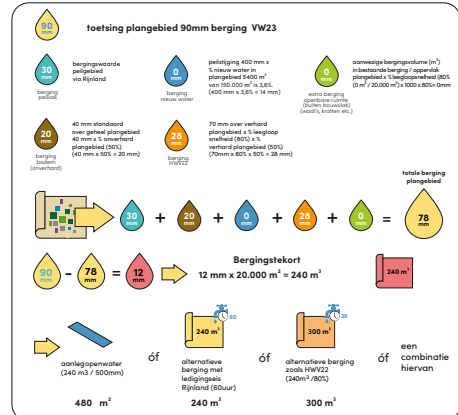 90 mm
toetsing plangebied 90mm berging VW23
30 mm
berging
peilvak
bergingswaarde
peilgebied
via Rijnland
0 mm
berging
nieuw water
peilstijging 400 mm x
% nieuw water in
plangebied 5400 m²
van 150.000 m² is 3,6%.
(400 mm x 3,6% = 14 mm)
0 mm
extra berging
openbare ruimte
(buiten bouwvlak)
(wadi's, kratten etc.)
aanwezige bergingsvolume (m³)
in bestaande berging / oppervlak
plangebied x % leegloopsnelheid (80%
(0 m³/ 20.000 m²) x 1000 x 80%= 0mm
20 mm
berging
bodem
(onverhard)
40 mm standaard
over geheel plangebied
40 mm x % onverhard
plangebied (50%)
(40 mm x 50% = 20 mm)
28 mm
berging
HWV22
70 mm over verhard
plangebied x % leegloop
snelheid (80%) x %
verhard plangebied (50%)
(70mm x 80% x 50% = 28 mm)
totale berging
plangebied
30 mm + 20 mm + 0 mm + 28 mm + 0 mm = 78 mm
90 mm - 78 mm = 12 mm
Bergingstekort
12 mm x 20.000 m² = 240 m³
240 m³
aanlegopenwater
(240 m3 / 500mm)
480 m²
óf
240 m³
60
alternatieve
berging met
ledigingseis
Rijnland (60uur)
240 m³
óf
300 m³
36
alternatieve berging
zoals HWV22
(240m³ /80%)
300 m³
óf
een
combinatie
hiervan